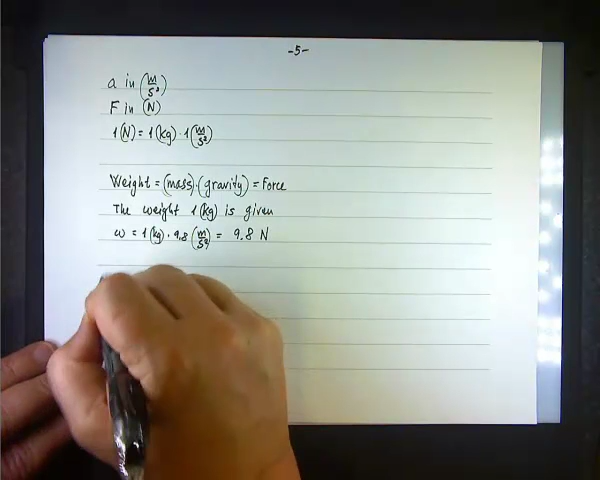 -5-
a in (m/s²)
F in (N)
1(N) = 1(kg) · 1(m/s²)
Weight = (mass) · (gravity) = Force
The weight 1(kg) is given
ω = 1(kg) · 9.8 (m/s²) = 9.8 N